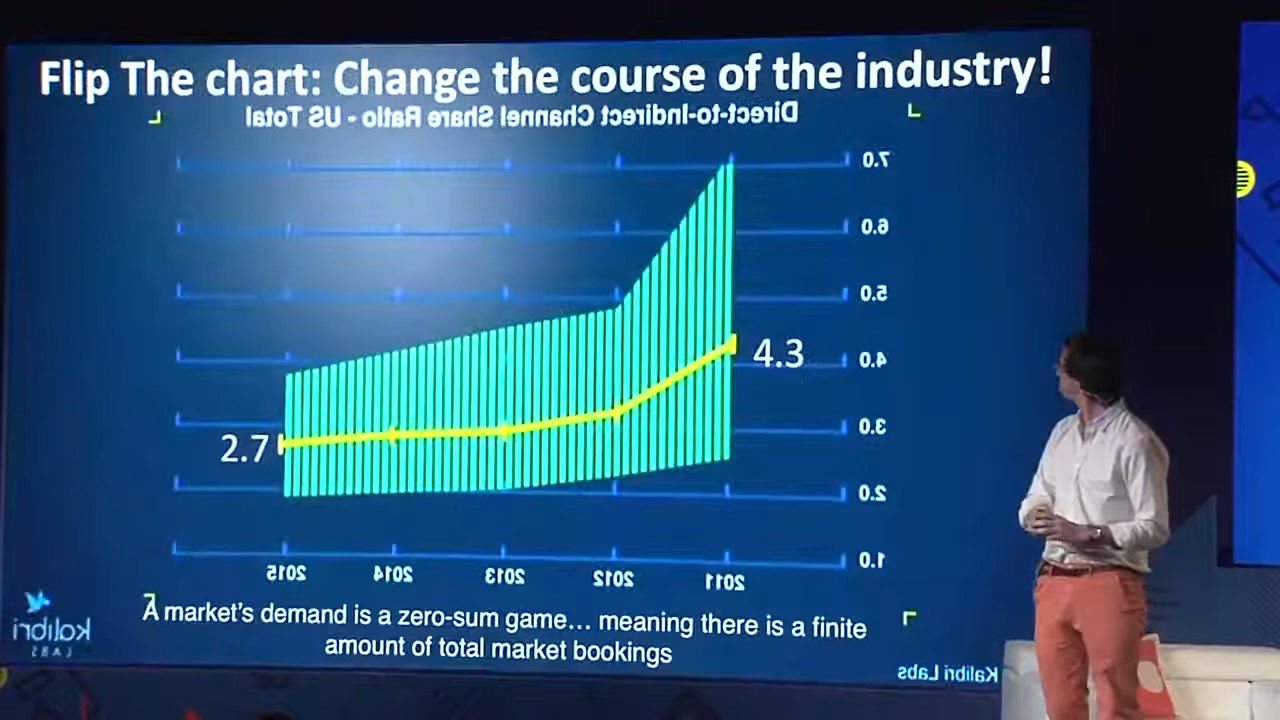 Flip The chart: Change the course of the industry!
Direct-to-Indirect Channel Share Ratio - US Total
7.0
6.0
5.0
4.3
4.0
3.0
2.7
2.0
1.0
2015 2014 2013 2012 2011
A market's demand is a zero-sum game... meaning there is a finite
amount of total market bookings
kalibri
LABS
Kalibri Labs